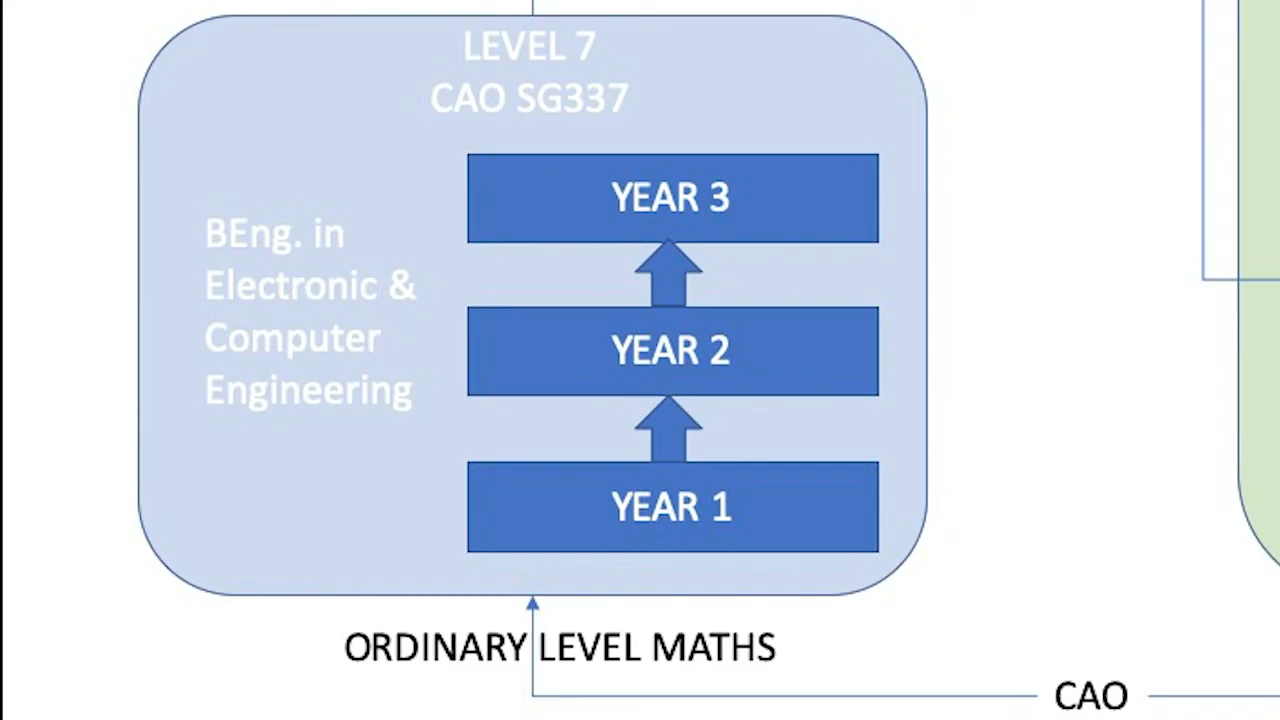 LEVEL 7
CAO SG337
YEAR 3
BEng. in
Electronic &
Computer
Engineering
YEAR 2
YEAR 1
ORDINARY LEVEL MATHS
CAO